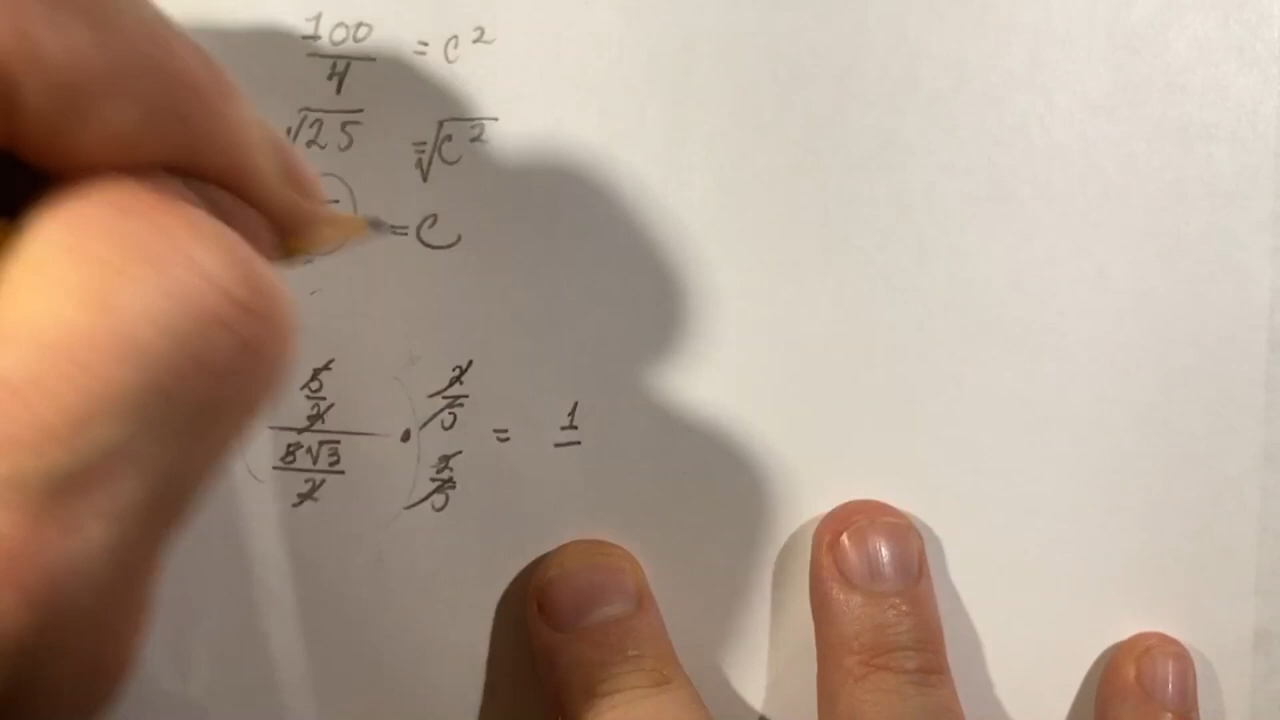 100/4 = c²
√25 = √c²
= c
(5/2)/(8√3/2) · (2/5)/(2/5) = 1